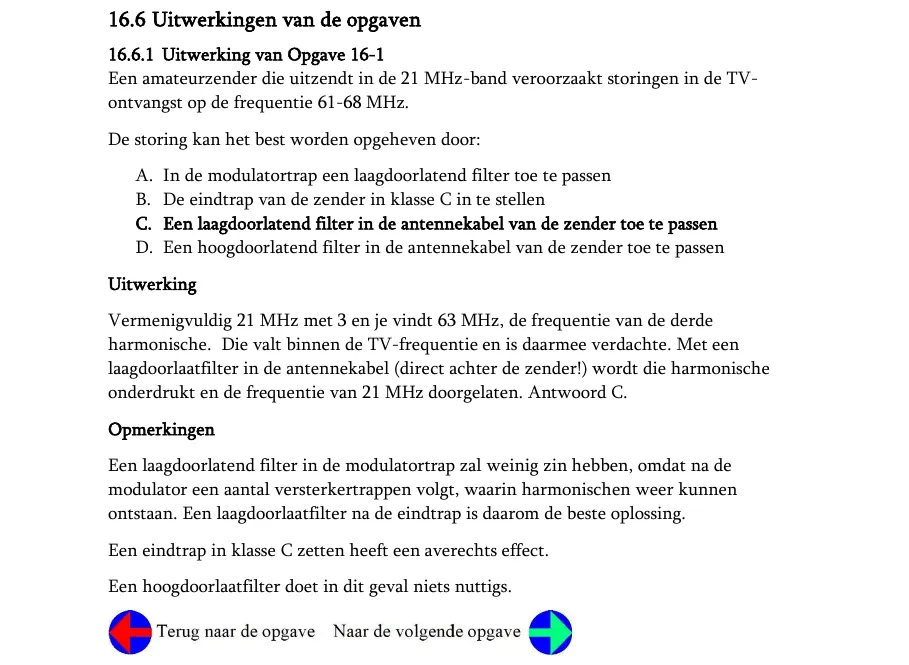 16.6 Uitwerkingen van de opgaven
16.6.1 Uitwerking van Opgave 16-1
Een amateurzender die uitzendt in de 21 MHz-band veroorzaakt storingen in de TV-
ontvangst op de frequentie 61-68 MHz.
De storing kan het best worden opgeheven door:
A. In de modulatortrap een laagdoorlatend filter toe te passen
B. De eindtrap van de zender in klasse C in te stellen
C. Een laagdoorlatend filter in de antennekabel van de zender toe te passen
D. Een hoogdoorlatend filter in de antennekabel van de zender toe te passen
Uitwerking
Vermenigvuldig 21 MHz met 3 en je vindt 63 MHz, de frequentie van de derde
harmonische. Die valt binnen de TV-frequentie en is daarmee verdachte. Met een
laagdoorlaatfilter in de antennekabel (direct achter de zender!) wordt die harmonische
onderdrukt en de frequentie van 21 MHz doorgelaten. Antwoord C.
Opmerkingen
Een laagdoorlatend filter in de modulatortrap zal weinig zin hebben, omdat na de
modulator een aantal versterkertrappen volgt, waarin harmonischen weer kunnen
ontstaan. Een laagdoorlaatfilter na de eindtrap is daarom de beste oplossing.
Een eindtrap in klasse C zetten heeft een averechts effect.
Een hoogdoorlaatfilter doet in dit geval niets nuttigs.
Terug naar de opgave Naar de volgende opgave